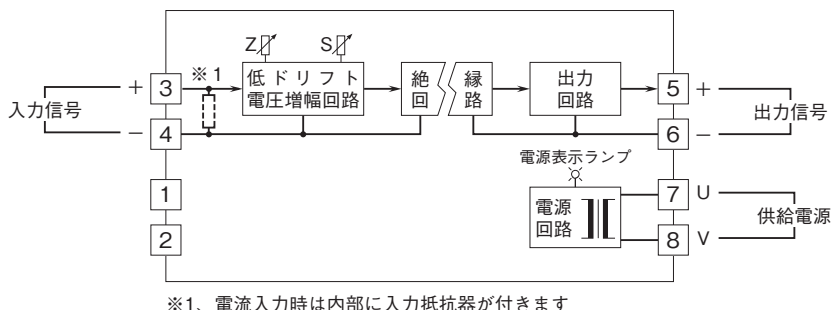 Z S
※1
低ドリフト
電圧増幅回路
絶縁
回路
出力
回路
+ 3
入力信号
− 4
1
2
5 +
出力信号
6 −
電源表示ランプ
電源
回路
7 U
供給電源
8 V
※1、電流入力時は内部に入力抵抗器が付きます